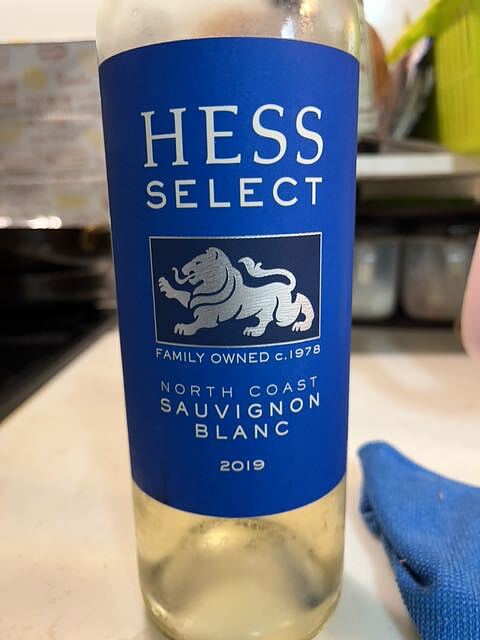 HESS
SELECT
FAMILY OWNED c.1978
NORTH COAST
SAUVIGNON
BLANC
2019